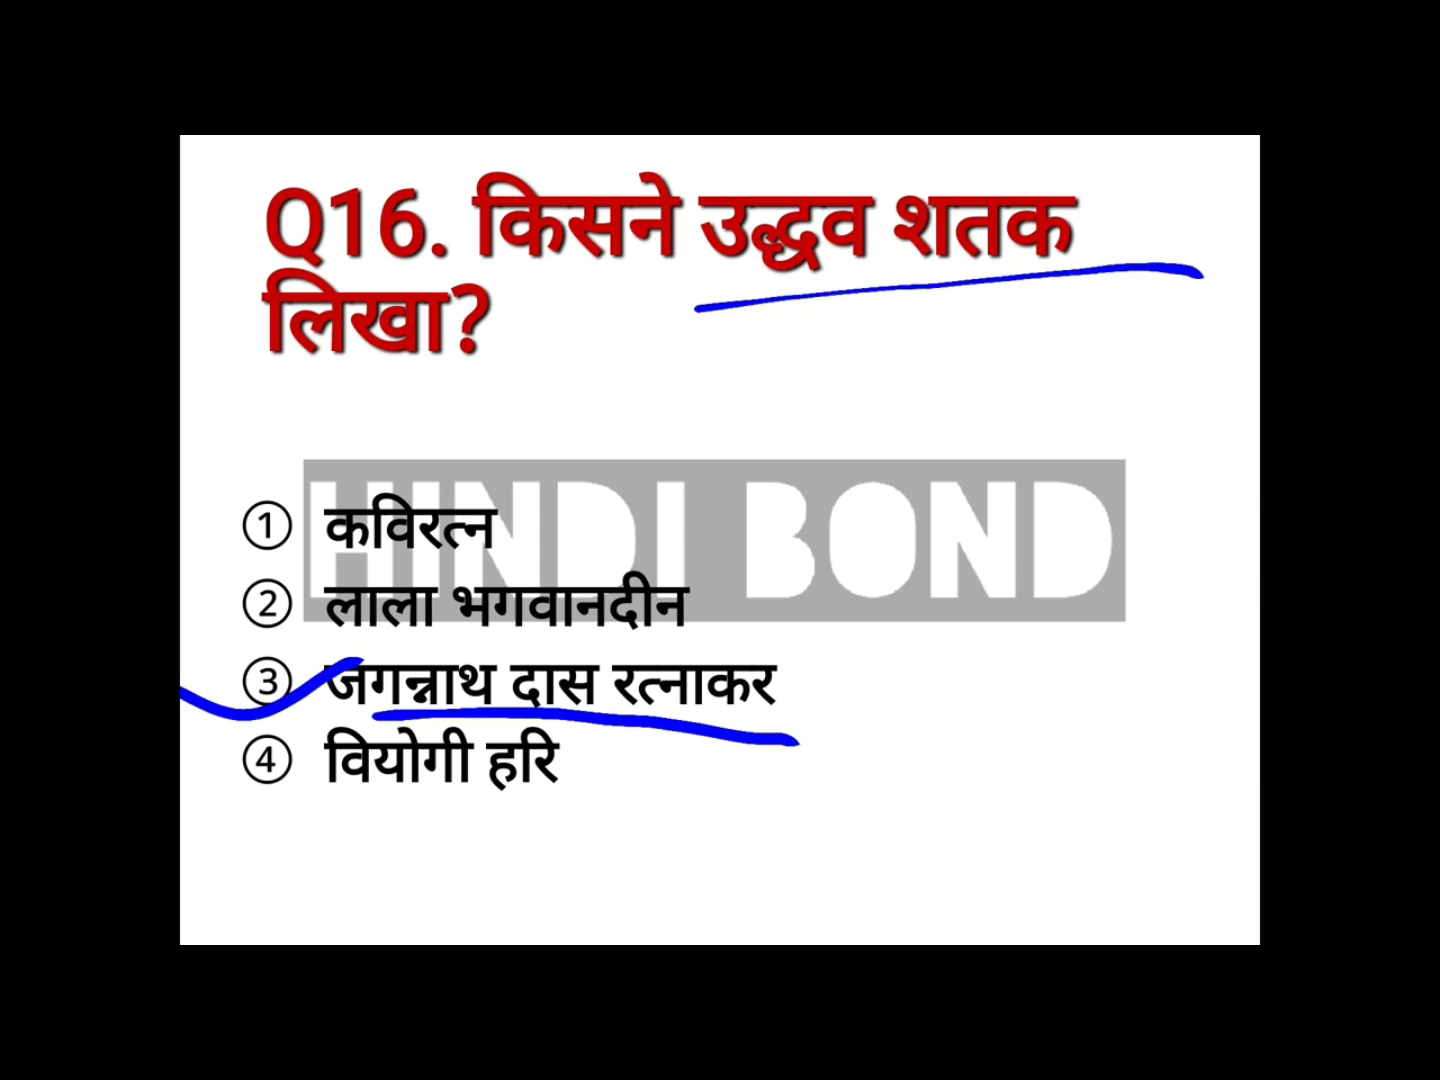 Q16. किसने उद्धव शतक
लिखा?
HINDI BOND
① कविरत्न
② लाला भगवानदीन
③ जगन्नाथ दास रत्नाकर
④ वियोगी हरि